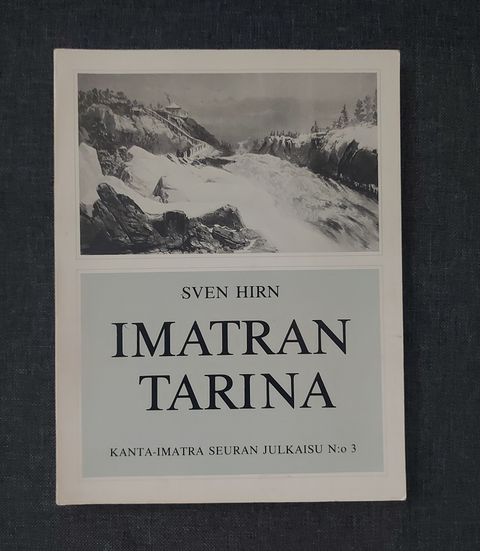 SVEN HIRN
IMATRAN
TARINA
KANTA-IMATRA SEURAN JULKAISU N:o 3